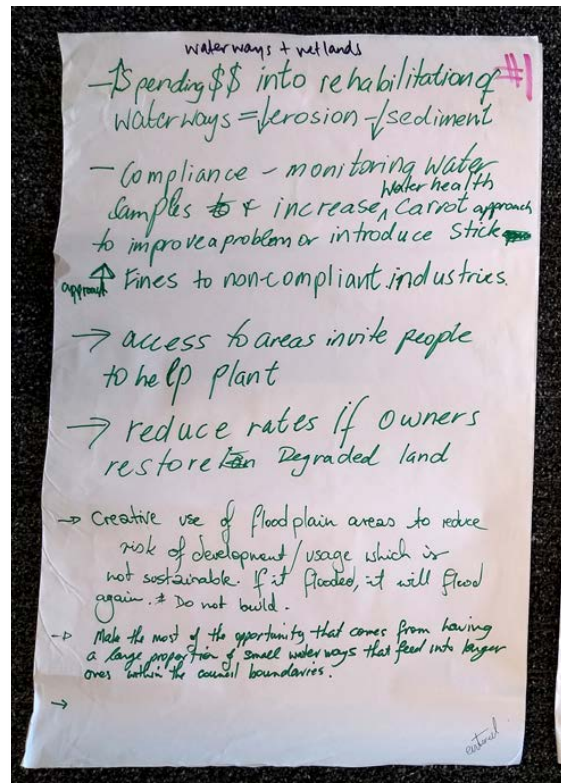 waterways + wetlands
#1
- ↑ Spending $$ into rehabilitation of
waterways = ↓ erosion - ↓ sediment
- Compliance - monitoring water
samples & increase water health carrot approach
to improve a problem or introduce stick
approach ↑ Fines to non-compliant industries.
→ access to areas invite people
to help plant
→ reduce rates if owners
restore Degraded land
→ Creative use of floodplain areas to reduce
risk of development/usage which is
not sustainable. If it flooded, it will flood
again. * Do not build.
→ Make the most of the opportunity that comes from having
a large proportion of small waterways that feed into larger
ones within the council boundaries.
→